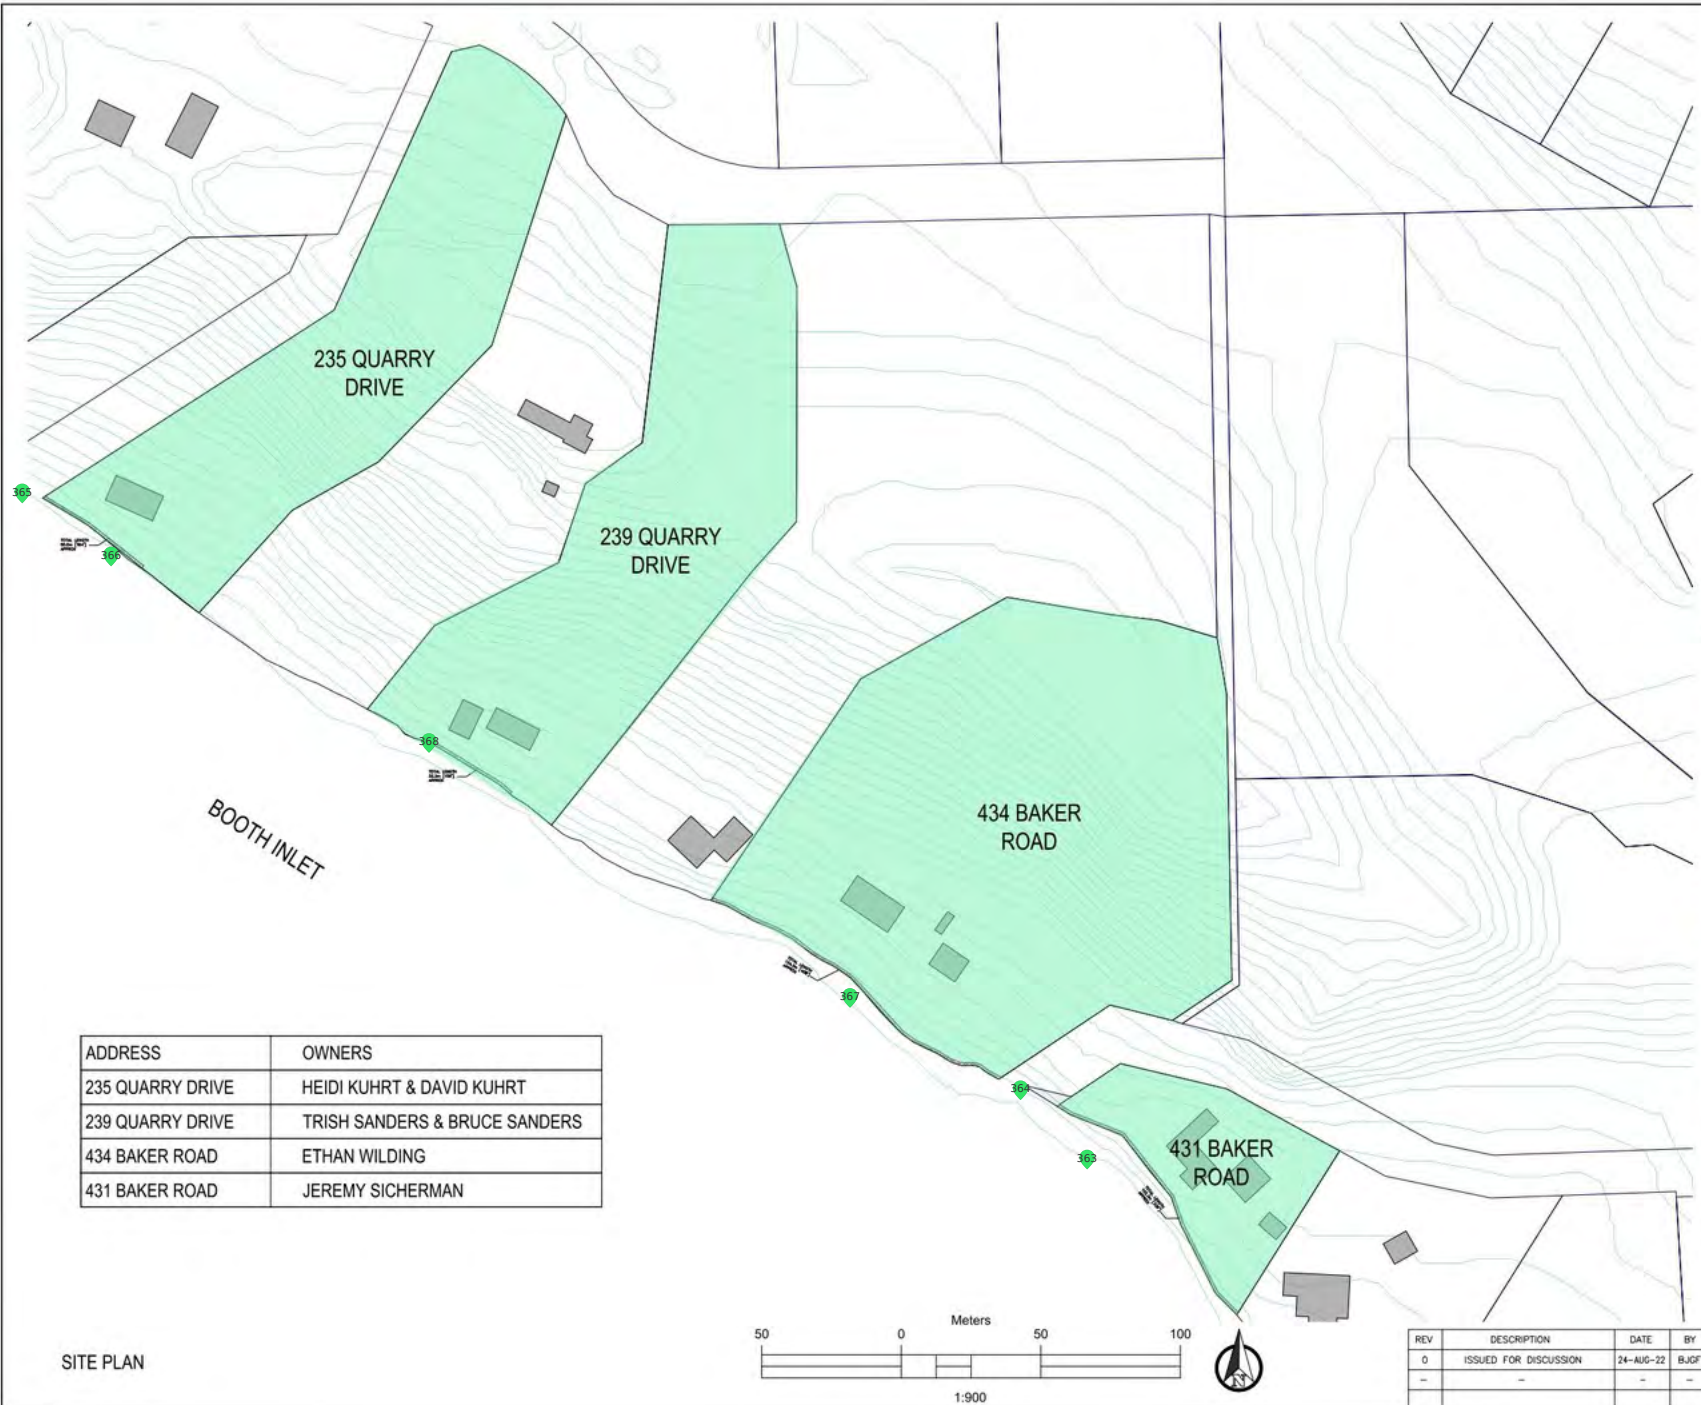 235 QUARRY
DRIVE
365
366
239 QUARRY
DRIVE
368
BOOTH INLET
434 BAKER
ROAD
367
364
363
431 BAKER
ROAD
ADDRESS OWNERS
235 QUARRY DRIVE HEIDI KUHRT & DAVID KUHRT
239 QUARRY DRIVE TRISH SANDERS & BRUCE SANDERS
434 BAKER ROAD ETHAN WILDING
431 BAKER ROAD JEREMY SICHERMAN
SITE PLAN
Meters
50 0 50 100
1:900
N
REV DESCRIPTION DATE BY
0 ISSUED FOR DISCUSSION 24-AUG-22 BJGF
- - - -